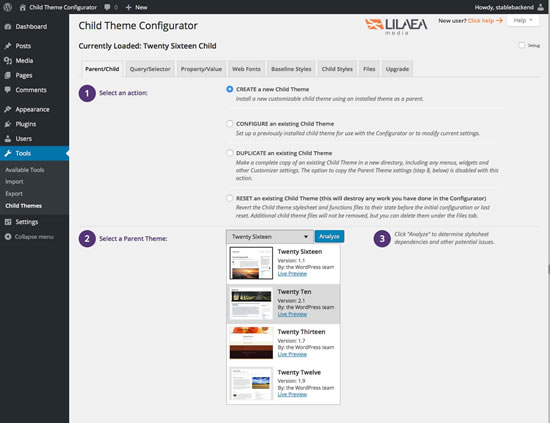 Child Theme Configurator
0
New
Howdy, stablebackend
Dashboard
Posts
Media
Pages
Comments
Appearance
Plugins
Users
Tools
Available Tools
Import
Export
Child Themes
Settings
Collapse menu
Child Theme Configurator
LILAEA
media
New user? Click help
Help
Currently Loaded: Twenty Sixteen Child
Debug
Parent/Child
Query/Selector
Property/Value
Web Fonts
Baseline Styles
Child Styles
Files
Upgrade
1
Select an action:
CREATE a new Child Theme
Install a new customizable child theme using an installed theme as a parent.
CONFIGURE an existing Child Theme
Set up a previously installed child theme for use with the Configurator or to modify current settings.
DUPLICATE an existing Child Theme
Make a complete copy of an existing Child Theme in a new directory, including any menus, widgets and
other Customizer settings. The option to copy the Parent Theme settings (step 8, below) is disabled with this
action.
RESET an existing Child Theme (this will destroy any work you have done in the Configurator)
Revert the Child Theme stylesheet and functions files to their state before the initial configuration or last
reset. Additional child theme files will not be removed, but you can delete them under the Files tab.
2
Select a Parent Theme:
Twenty Sixteen
Analyze
3
Click "Analyze" to determine stylesheet
dependencies and other potential issues.
Twenty Sixteen
Version: 1.1
By: the WordPress team
Live Preview
Twenty Ten
Version: 2.1
By: the WordPress team
Live Preview
Twenty Thirteen
Version: 1.7
By: the WordPress team
Live Preview
Twenty Twelve
Version: 1.9
By: the WordPress team
Live Preview